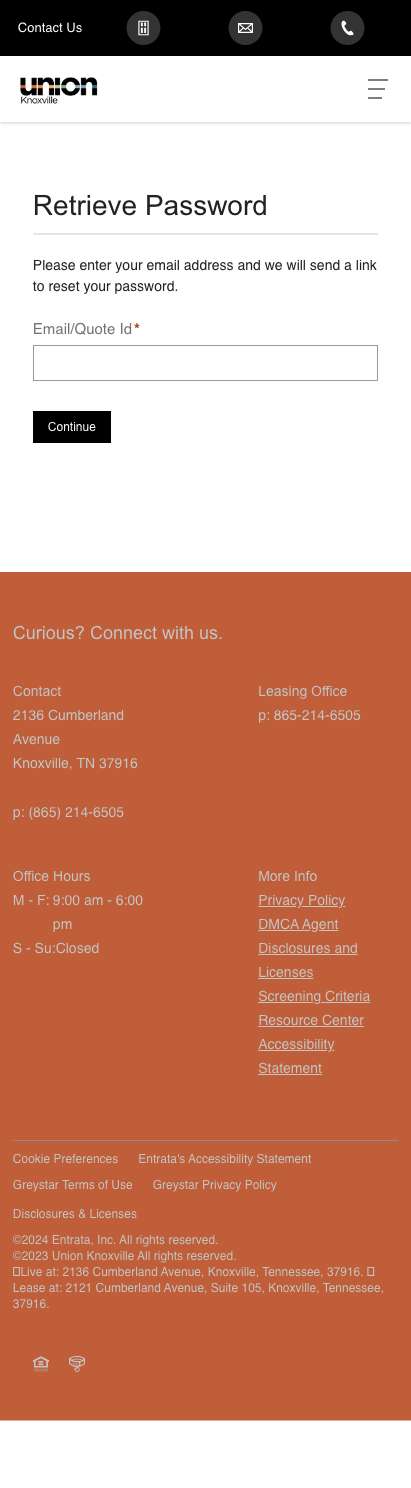 Contact Us
union
Knoxville
Retrieve Password
Please enter your email address and we will send a link
to reset your password.
Email/Quote Id*
Continue
Curious? Connect with us.
Contact
2136 Cumberland
Avenue
Knoxville, TN 37916
p: (865) 214-6505
Leasing Office
p: 865-214-6505
Office Hours
M - F: 9:00 am - 6:00
pm
S - Su:Closed
More Info
Privacy Policy
DMCA Agent
Disclosures and
Licenses
Screening Criteria
Resource Center
Accessibility
Statement
Cookie Preferences Entrata's Accessibility Statement
Greystar Terms of Use Greystar Privacy Policy
Disclosures & Licenses
©2024 Entrata, Inc. All rights reserved.
©2023 Union Knoxville All rights reserved.
Live at: 2136 Cumberland Avenue, Knoxville, Tennessee, 37916.
Lease at: 2121 Cumberland Avenue, Suite 105, Knoxville, Tennessee,
37916.